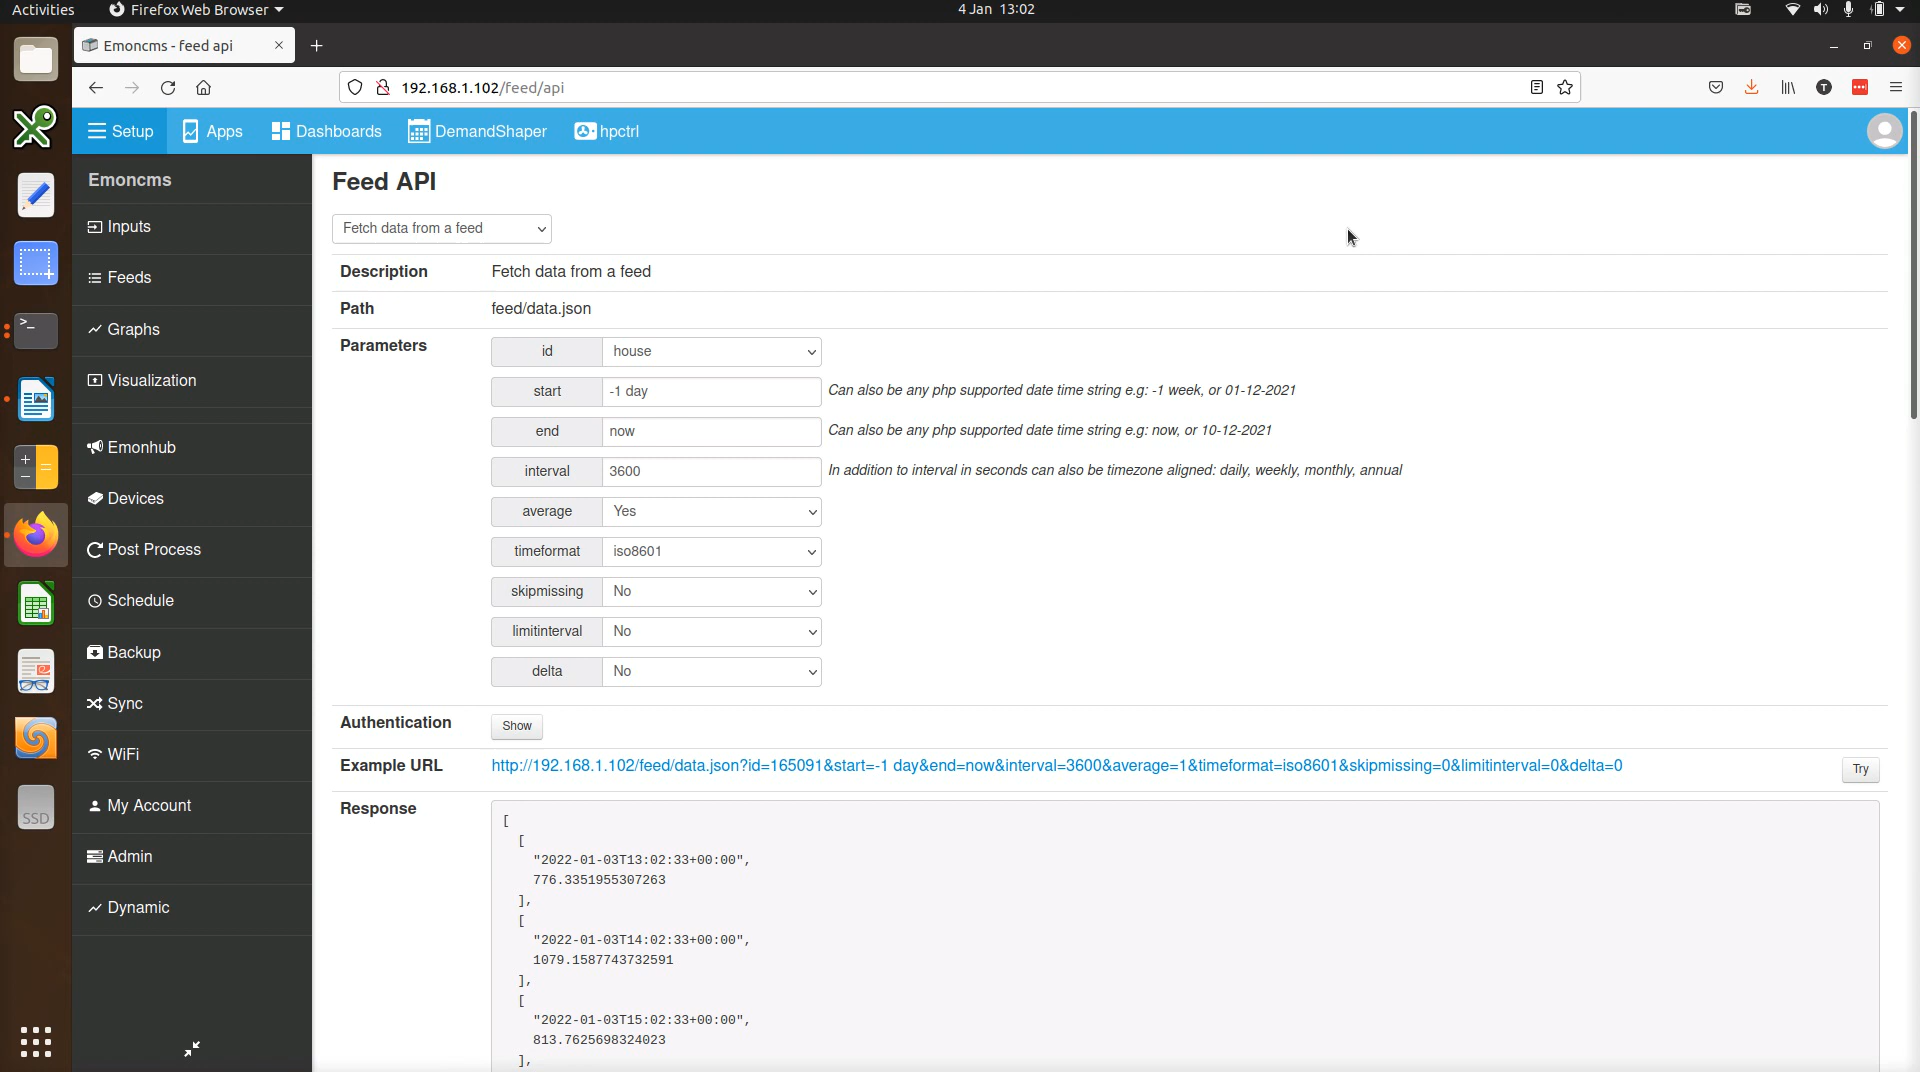 Activities
Firefox Web Browser
4 Jan 13:02
Emoncms - feed api
192.168.1.102/feed/api
Setup
Apps
Dashboards
DemandShaper
hpctrl
Emoncms
Inputs
Feeds
Graphs
Visualization
Emonhub
Devices
Post Process
Schedule
Backup
Sync
WiFi
My Account
Admin
Dynamic
SSD
T
Feed API
Fetch data from a feed
Description Fetch data from a feed
Path feed/data.json
Parameters
id house
start -1 day Can also be any php supported date time string e.g: -1 week, or 01-12-2021
end now Can also be any php supported date time string e.g: now, or 10-12-2021
interval 3600 In addition to interval in seconds can also be timezone aligned: daily, weekly, monthly, annual
average Yes
timeformat iso8601
skipmissing No
limitinterval No
delta No
Authentication Show
Example URL http://192.168.1.102/feed/data.json?id=165091&start=-1 day&end=now&interval=3600&average=1&timeformat=iso8601&skipmissing=0&limitinterval=0&delta=0 Try
Response
[
[
"2022-01-03T13:02:33+00:00",
776.3351955307263
],
[
"2022-01-03T14:02:33+00:00",
1079.1587743732591
],
[
"2022-01-03T15:02:33+00:00",
813.7625698324023
],